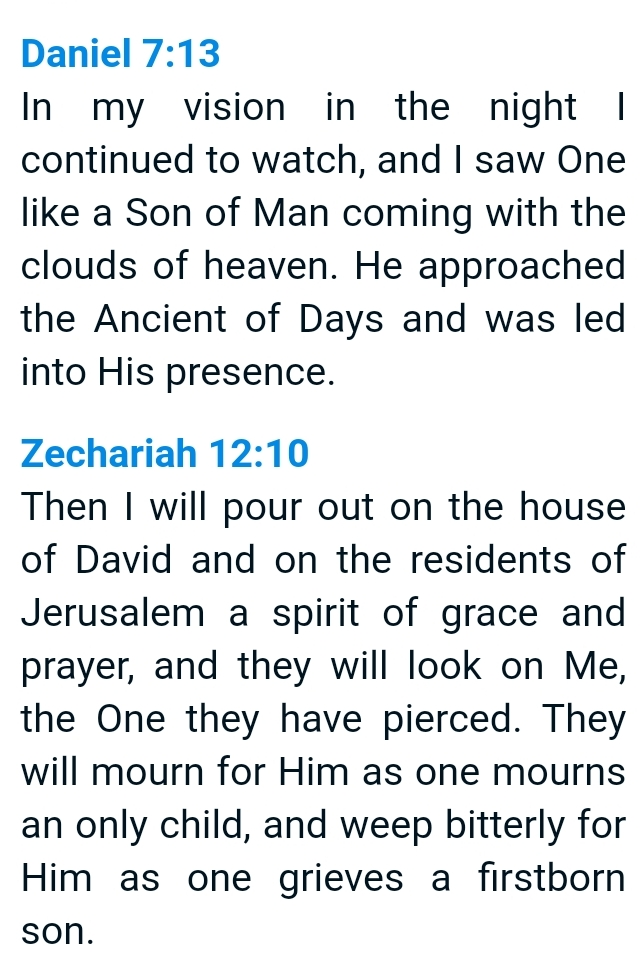 Daniel 7:13
In my vision in the night I
continued to watch, and I saw One
like a Son of Man coming with the
clouds of heaven. He approached
the Ancient of Days and was led
into His presence.
Zechariah 12:10
Then I will pour out on the house
of David and on the residents of
Jerusalem a spirit of grace and
prayer, and they will look on Me,
the One they have pierced. They
will mourn for Him as one mourns
an only child, and weep bitterly for
Him as one grieves a firstborn
son.